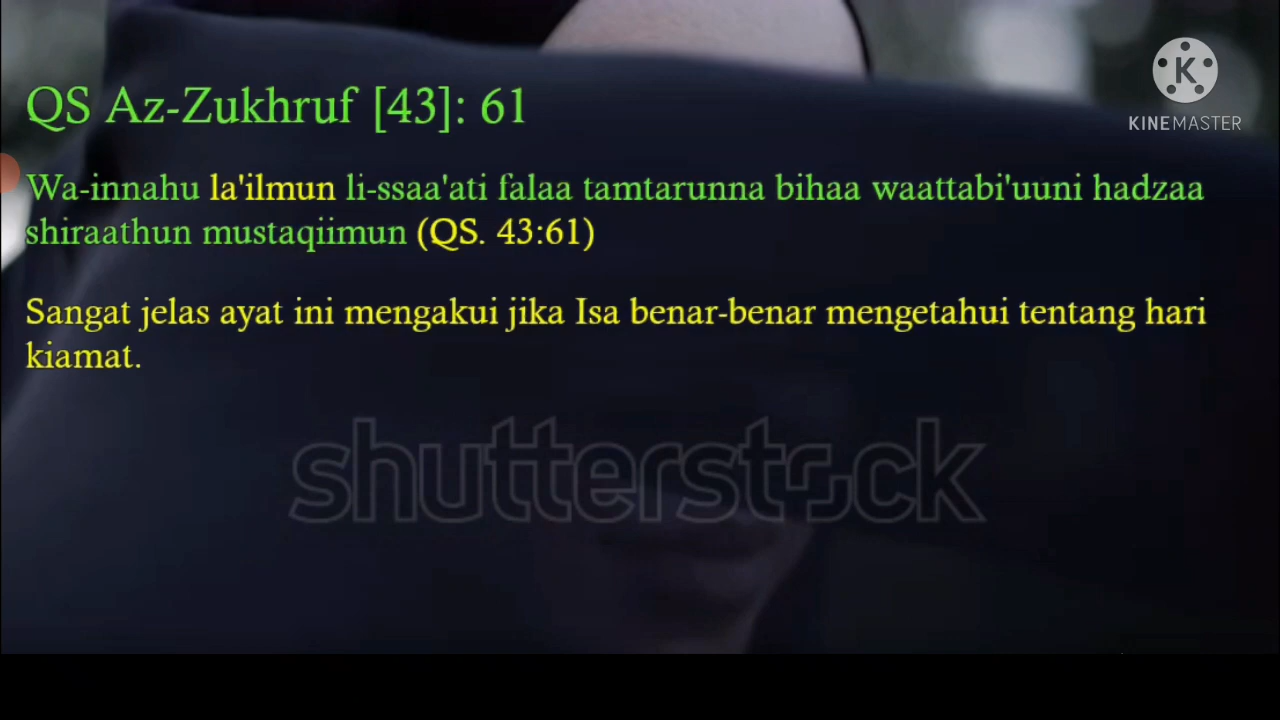 KINEMASTER
QS Az-Zukhruf [43]: 61
Wa-innahu la'ilmun li-ssaa'ati falaa tamtarunna bihaa waattabi'uuni hadzaa
shiraathun mustaqiimun (QS. 43:61)
Sangat jelas ayat ini mengakui jika Isa benar-benar mengetahui tentang hari
kiamat.
shutterstock